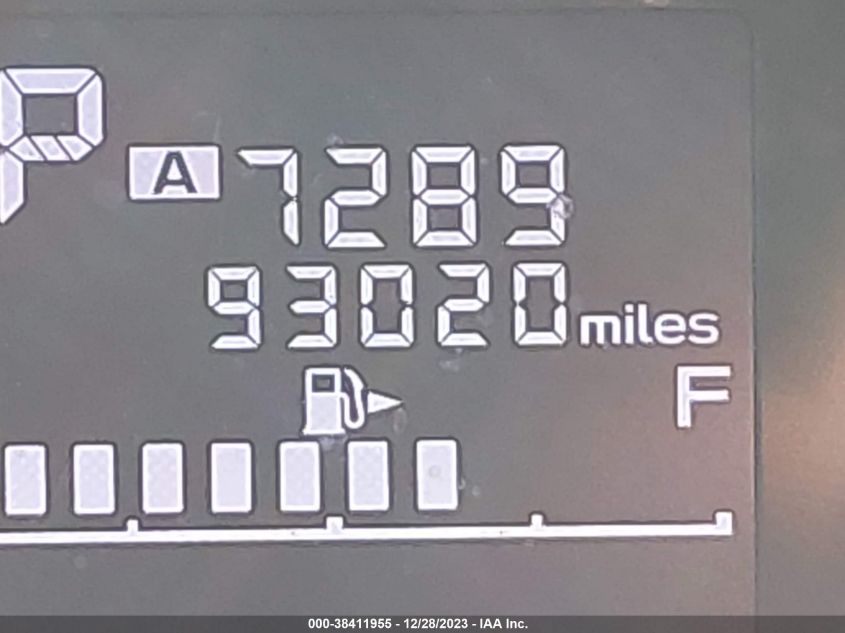 P
A 7289
93020 miles
F
000-38411955 - 12/28/2023 - IAA Inc.